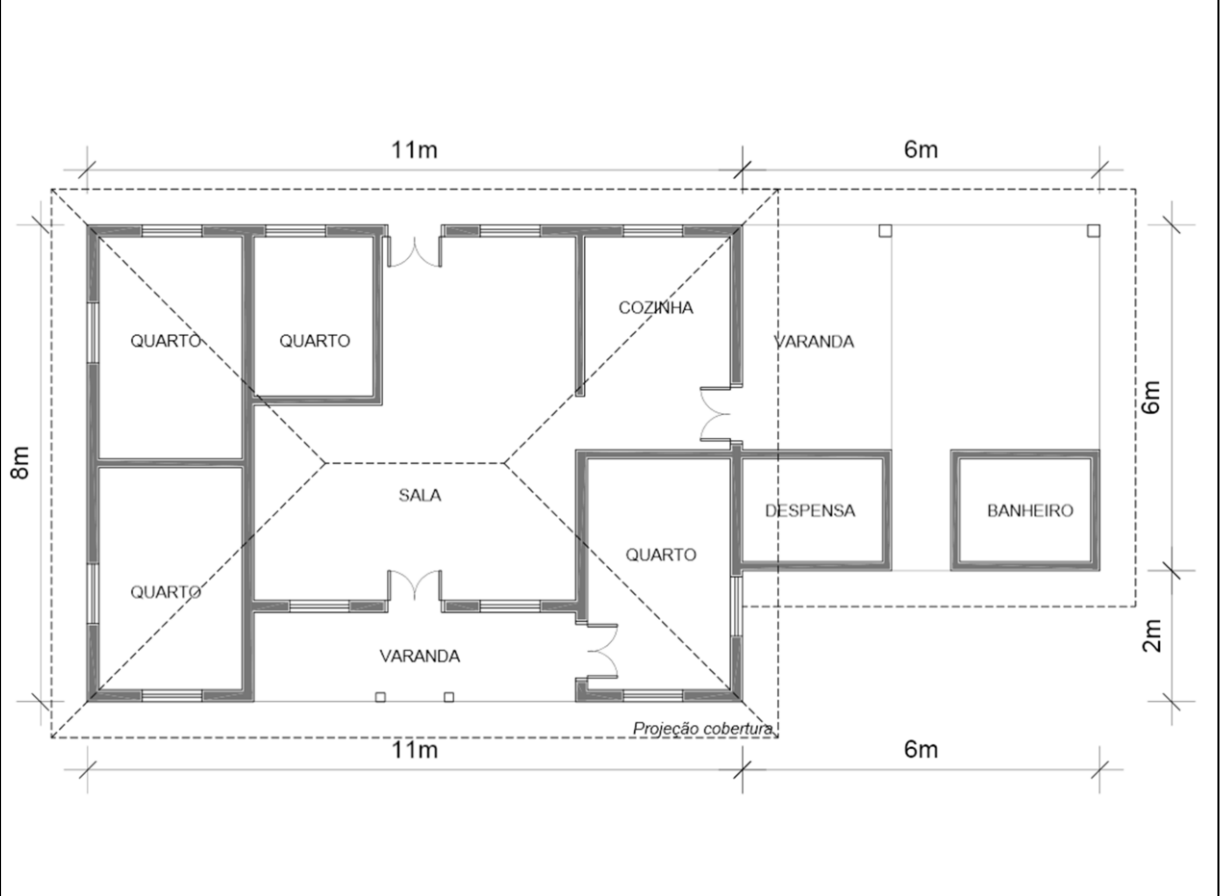 11m
6m
COZINHA
QUARTO
QUARTO
VARANDA
6m
8m
SALA
DESPENSA
BANHEIRO
QUARTO
QUARTO
2m
VARANDA
Projeção cobertura
11m
6m